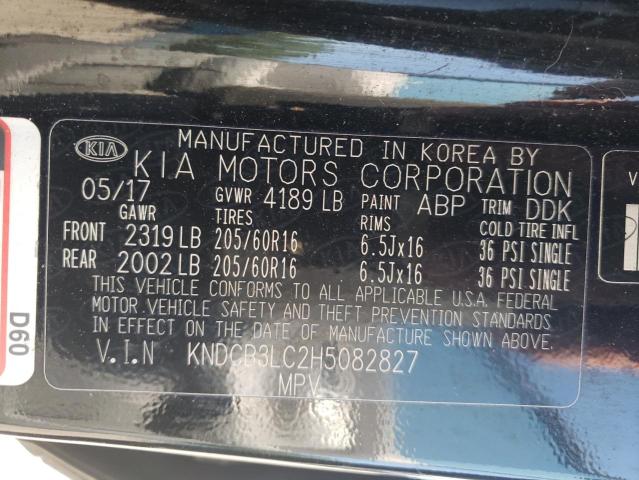 MANUFACTURED IN KOREA BY
KIA KIA MOTORS CORPORATION
05/17 GVWR 4189 LB PAINT ABP TRIM DDK
GAWR TIRES RIMS COLD TIRE INFL
FRONT 2319 LB 205/60R16 6.5Jx16 36 PSI SINGLE
REAR 2002 LB 205/60R16 6.5Jx16 36 PSI SINGLE
THIS VEHICLE CONFORMS TO ALL APPLICABLE U.S.A. FEDERAL
MOTOR VEHICLE SAFETY AND THEFT PREVENTION STANDARDS
IN EFFECT ON THE DATE OF MANUFACTURE SHOWN ABOVE.
V.I.N KNDCB3LC2H5082827
MPV
D60
V